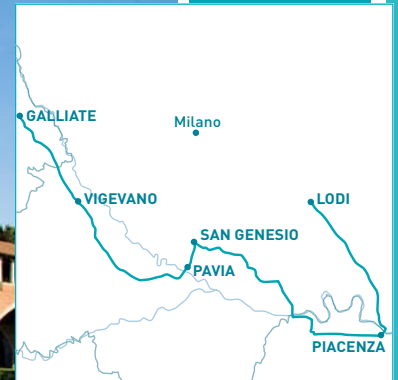 GALLIATE
Milano
VIGEVANO
LODI
SAN GENESIO
PAVIA
PIACENZA